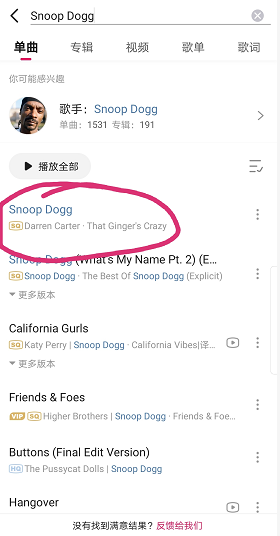 Snoop Dogg
单曲 专辑 视频 歌单 歌词
你可能感兴趣
歌手：Snoop Dogg
单曲：1531 专辑：191
播放全部
Snoop Dogg
SQ Darren Carter · That Ginger's Crazy
Snoop Dogg (What's My Name Pt. 2) (E...
SQ Snoop Dogg · The Best Of Snoop Dogg (Explicit)
更多版本
California Gurls
SQ Katy Perry | Snoop Dogg · California Vibes|译...
更多版本
Friends & Foes
VIP SQ Higher Brothers | Snoop Dogg · Friends & Foe...
Buttons (Final Edit Version)
HQ The Pussycat Dolls | Snoop Dogg
Hangover
没有找到满意结果？反馈给我们